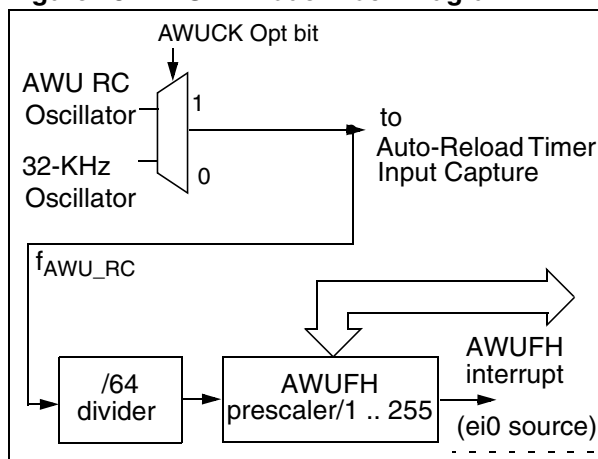 AWUCK Opt bit
AWU RC
Oscillator
1
to
Auto-Reload Timer
Input Capture
32-KHz
Oscillator
0
fAWU_RC
/64
divider
AWUFH
prescaler/1 .. 255
AWUFH
interrupt
(ei0 source)